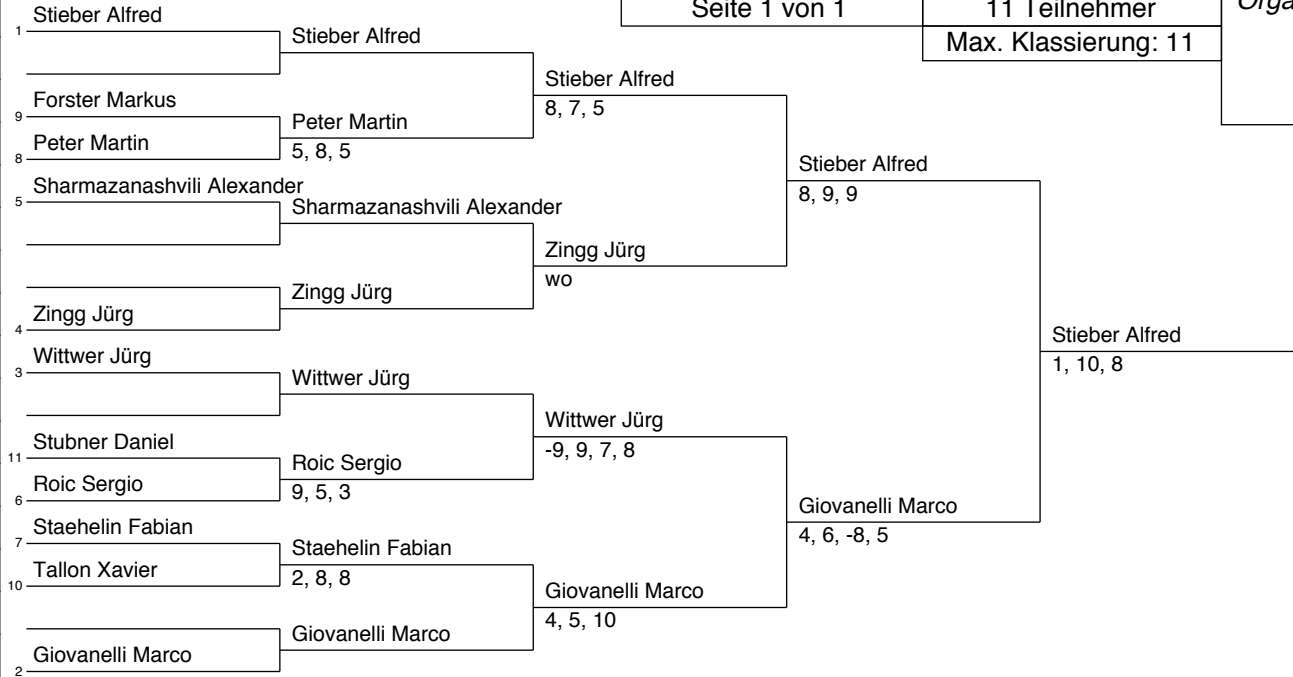 Seite 1 von 1
11 Teilnehmer
Max. Klassierung: 11
Stieber Alfred
1
Stieber Alfred
Stieber Alfred
8, 7, 5
Forster Markus
9
Peter Martin
5, 8, 5
Peter Martin
8
Stieber Alfred
8, 9, 9
Sharmazanashvili Alexander
5
Sharmazanashvili Alexander
Zingg Jürg
wo
Zingg Jürg
Zingg Jürg
4
Stieber Alfred
1, 10, 8
Wittwer Jürg
3
Wittwer Jürg
Wittwer Jürg
-9, 9, 7, 8
Stubner Daniel
11
Roic Sergio
9, 5, 3
Roic Sergio
6
Giovanelli Marco
4, 6, -8, 5
Staehelin Fabian
7
Staehelin Fabian
2, 8, 8
Tallon Xavier
10
Giovanelli Marco
4, 5, 10
Giovanelli Marco
Giovanelli Marco
2